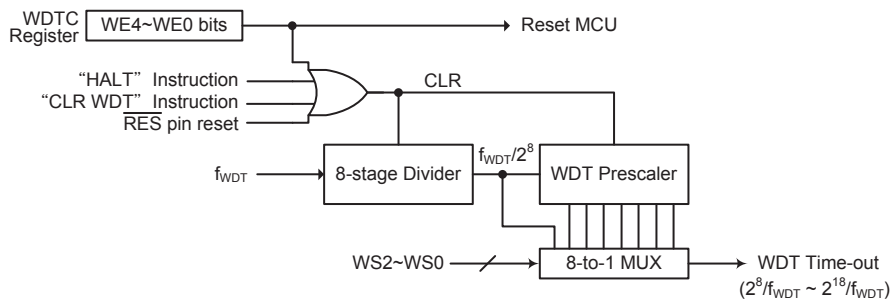 WDTC
Register
WE4~WE0 bits
Reset MCU
“HALT” Instruction
“CLR WDT” Instruction
RES pin reset
CLR
fWDT
8-stage Divider
fWDT/2⁸
WDT Prescaler
WS2~WS0
8-to-1 MUX
WDT Time-out
(2⁸/fWDT ~ 2¹⁸/fWDT)